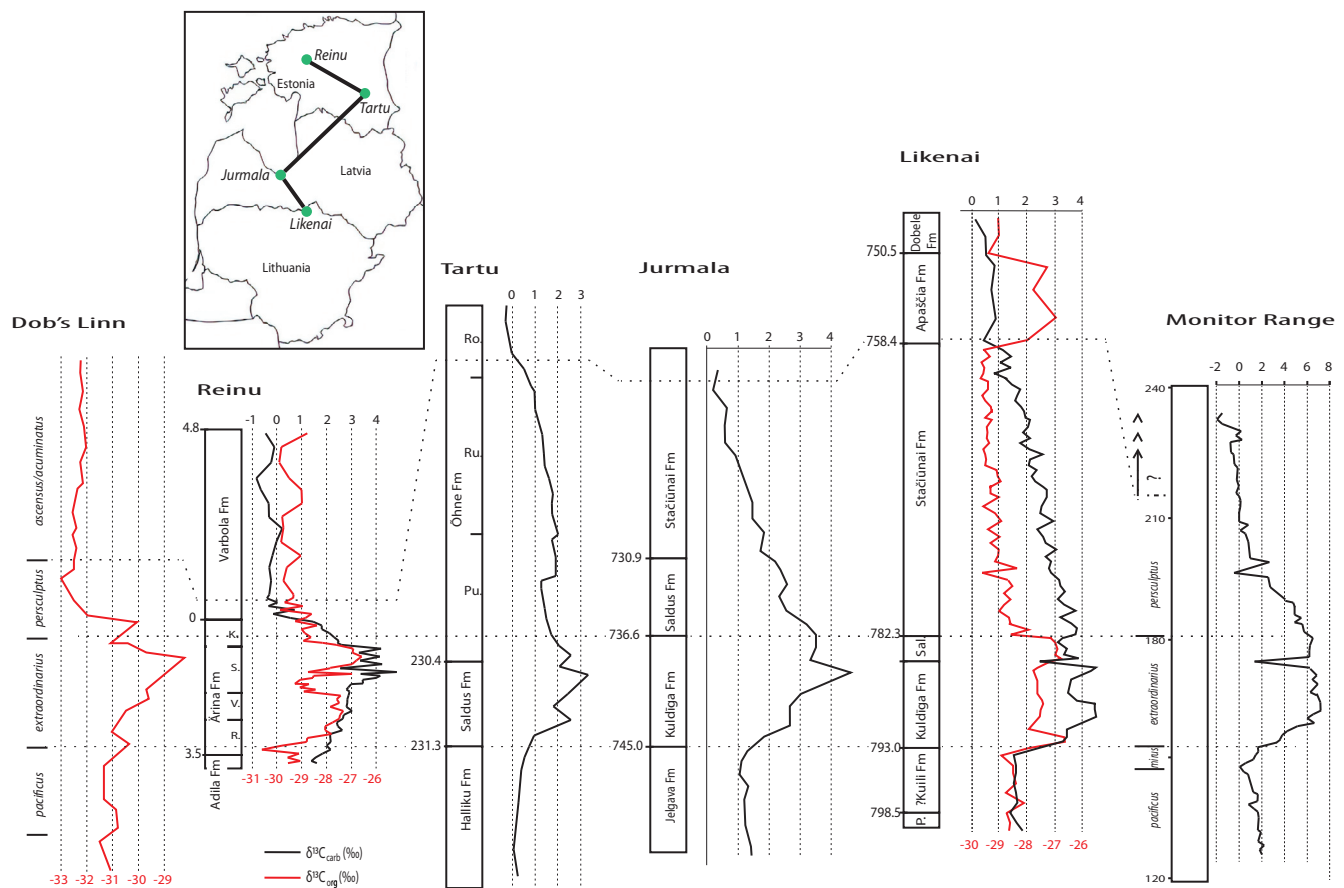 Reinu
Estonia
Tartu
Jurmala
Latvia
Likenai
Lithuania
Dob's Linn
ascensus/acuminatus
persculptus
extraordinarius
pacificus
-33 -32 -31 -30 -29
Reinu
-1 0 1 2 3 4
4.8
Varbola Fm
0
K.
S.
Ärina Fm
V.
R.
3.5
Adila Fm
-31 -30 -29 -28 -27 -26
δ¹³Ccarb (‰)
δ¹³Corg (‰)
Tartu
0 1 2 3
Ro.
Ru.
Õhne Fm
Pu.
230.4
Saldus Fm
231.3
Halliku Fm
Jurmala
0 1 2 3 4
Stačiūnai Fm
730.9
Saldus Fm
736.6
Kuldīga Fm
745.0
Jelgava Fm
Likenai
0 1 2 3 4
Dobele Fm
750.5
Apaščia Fm
758.4
Stačiūnai Fm
782.3
Sal.
Kuldīga Fm
793.0
?Kuili Fm
798.5
P.
-30 -29 -28 -27 -26
Monitor Range
-2 0 2 4 6 8
240
?
210
persculptus
180
extraordinarius
mirus
pacificus
120